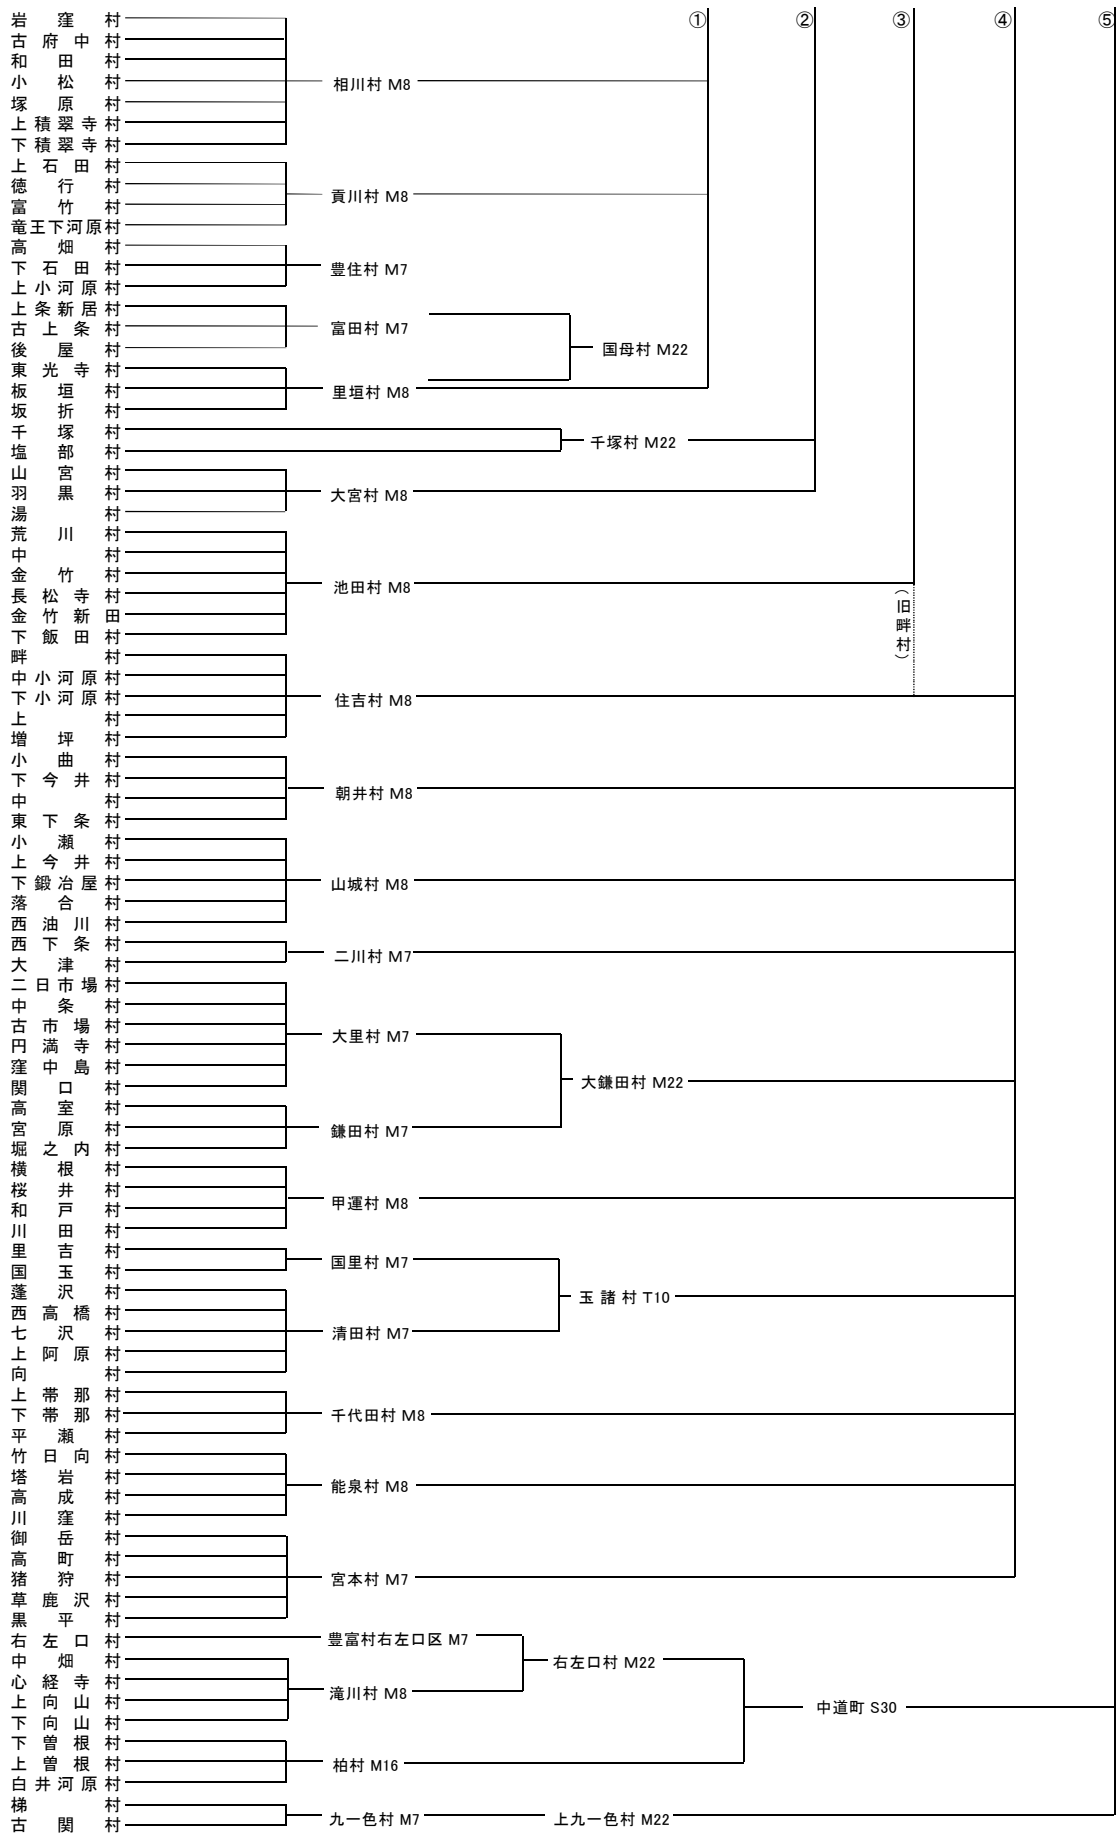 ① ② ③ ④ ⑤
岩窪村
古府中村
和田村
小松村
相川村 M8
塚原村
上積翠寺村
下積翠寺村
上石田村
徳行村
貢川村 M8
富竹村
竜王下河原村
高畑村
下石田村
豊住村 M7
上小河原村
上条新居村
古上条村
富田村 M7
国母村 M22
後屋村
東光寺村
板垣村
里垣村 M8
坂折村
千塚村
千塚村 M22
塩部村
山宮村
羽黒村
大宮村 M8
湯村
荒川村
中村
金竹村
池田村 M8
長松寺村
金竹新田
下飯田村
（旧畔村）
畔村
中小河原村
下小河原村
住吉村 M8
上村
増坪村
小曲村
下今井村
朝井村 M8
中村
東下条村
小瀬村
上今井村
下鍛冶屋村
山城村 M8
落合村
西油川村
西下条村
二川村 M7
大津村
二日市場村
中条村
古市場村
大里村 M7
円満寺村
窪中島村
大鎌田村 M22
関口村
高室村
宮原村
鎌田村 M7
堀之内村
横根村
桜井村
甲運村 M8
和戸村
川田村
里吉村
国里村 M7
国玉村
蓬沢村
玉諸村 T10
西高橋村
七沢村
清田村 M7
上阿原村
向村
上帯那村
下帯那村
千代田村 M8
平瀬村
竹日向村
塔岩村
能泉村 M8
高成村
川窪村
御岳村
高町村
猪狩村
宮本村 M7
草鹿沢村
黒平村
右左口村
豊富村右左口区 M7
中畑村
右左口村 M22
心経寺村
滝川村 M8
上向山村
中道町 S30
下向山村
下曽根村
上曽根村
柏村 M16
白井河原村
梯村
九一色村 M7
上九一色村 M22
古関村